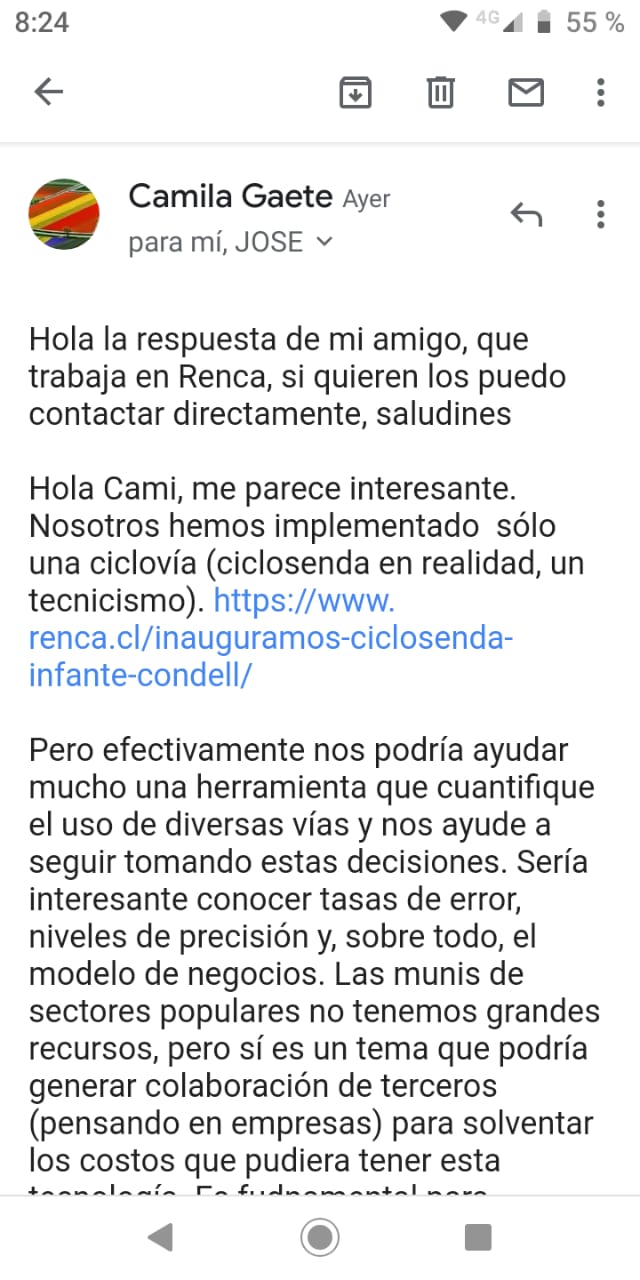 8:24
4G 55 %
Camila Gaete Ayer
para mí, JOSE
Hola la respuesta de mi amigo, que
trabaja en Renca, si quieren los puedo
contactar directamente, saludines
Hola Cami, me parece interesante.
Nosotros hemos implementado  sólo
una ciclovía (ciclosenda en realidad, un
tecnicismo). https://www.
renca.cl/inauguramos-ciclosenda-
infante-condell/
Pero efectivamente nos podría ayudar
mucho una herramienta que cuantifique
el uso de diversas vías y nos ayude a
seguir tomando estas decisiones. Sería
interesante conocer tasas de error,
niveles de precisión y, sobre todo, el
modelo de negocios. Las munis de
sectores populares no tenemos grandes
recursos, pero sí es un tema que podría
generar colaboración de terceros
(pensando en empresas) para solventar
los costos que pudiera tener esta
tecnología. Es